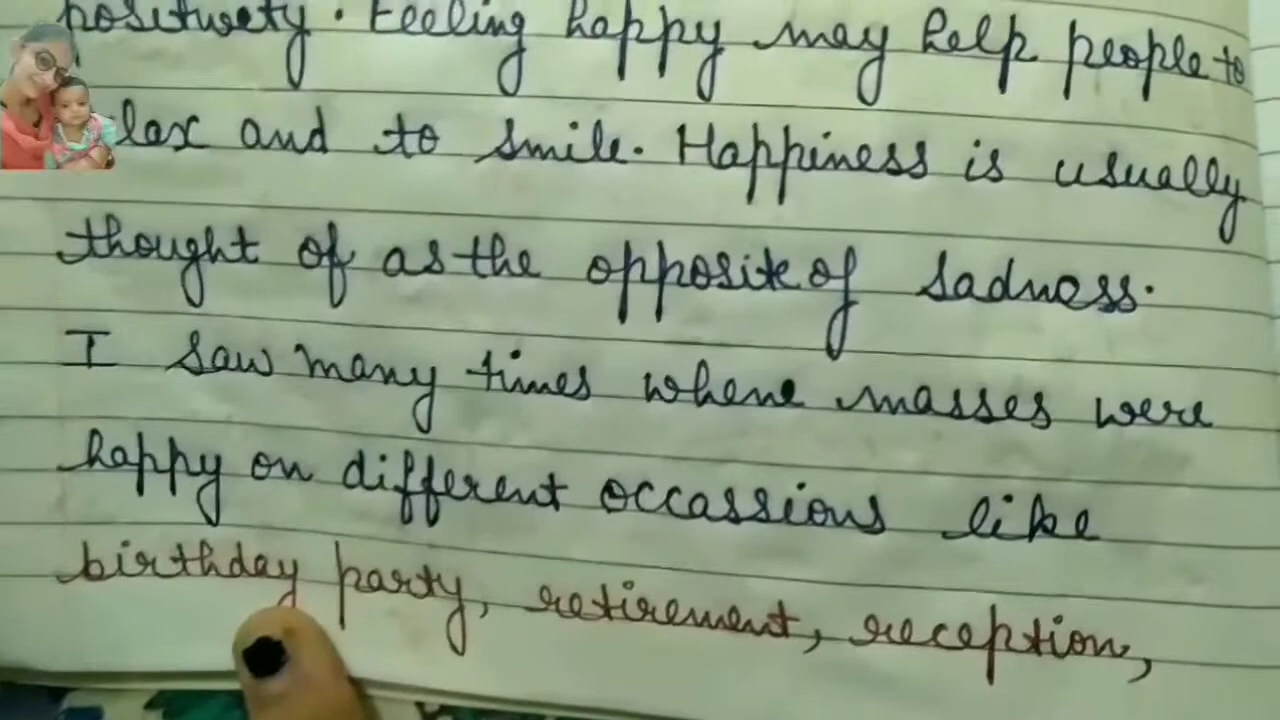 positivety. Feeling happy may help people to
lax and to smile. Happiness is usually
thought of as the opposite of sadness.
I saw many times where masses were
happy on different occassions like
birthday party, retirement, reception,